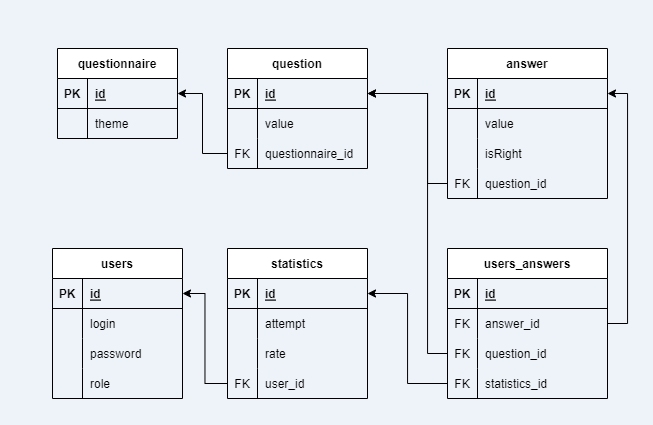 questionnaire
PK id
theme
question
PK id
value
FK questionnaire_id
answer
PK id
value
isRight
FK question_id
users
PK id
login
password
role
statistics
PK id
attempt
rate
FK user_id
users_answers
PK id
FK answer_id
FK question_id
FK statistics_id